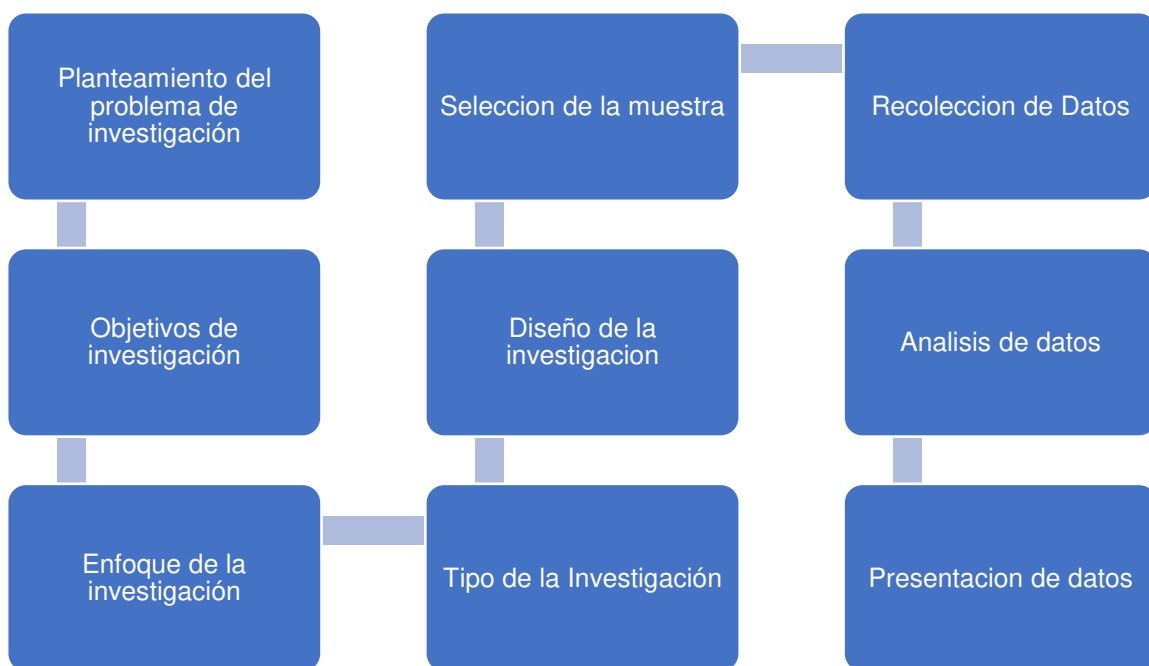 Planteamiento del
problema de
investigación
Objetivos de
investigación
Enfoque de la
investigación
Tipo de la Investigación
Diseño de la
investigacion
Seleccion de la muestra
Recoleccion de Datos
Analisis de datos
Presentacion de datos